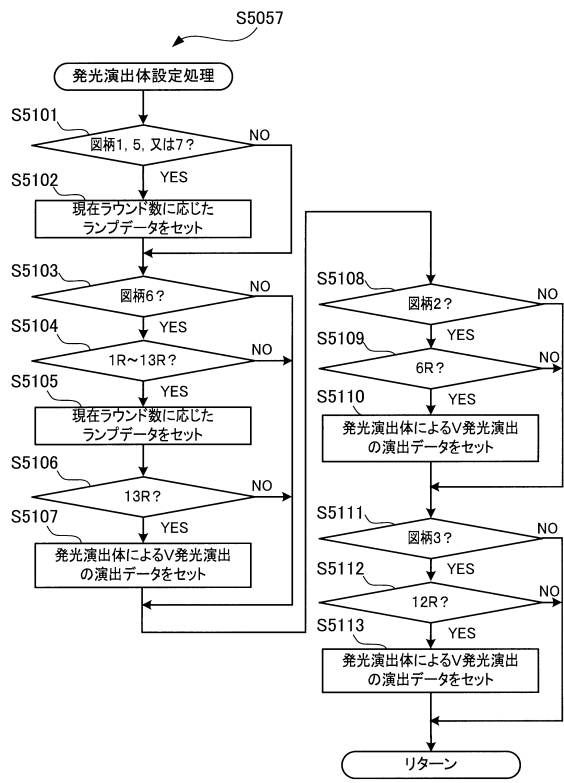 S5057
発光演出体設定処理
S5101
図柄1, 5, 又は7?
NO
YES
S5102
現在ラウンド数に応じた
ランプデータをセット
S5103
図柄6?
NO
YES
S5104
1R～13R?
NO
YES
S5105
現在ラウンド数に応じた
ランプデータをセット
S5106
13R?
NO
YES
S5107
発光演出体によるV発光演出
の演出データをセット
S5108
図柄2?
NO
YES
S5109
6R?
NO
YES
S5110
発光演出体によるV発光演出
の演出データをセット
S5111
図柄3?
NO
YES
S5112
12R?
NO
YES
S5113
発光演出体によるV発光演出
の演出データをセット
リターン